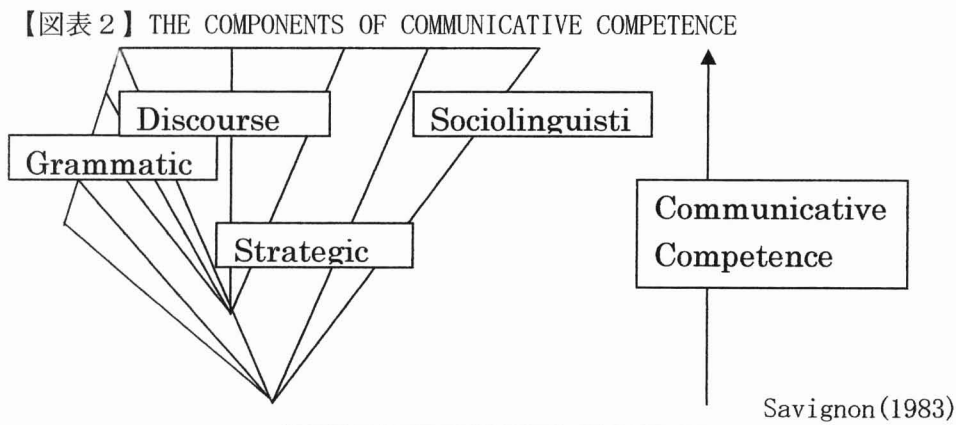 【図表２】THE COMPONENTS OF COMMUNICATIVE COMPETENCE
Discourse
Sociolinguisti
Grammatic
Strategic
Communicative
Competence
Savignon(1983)